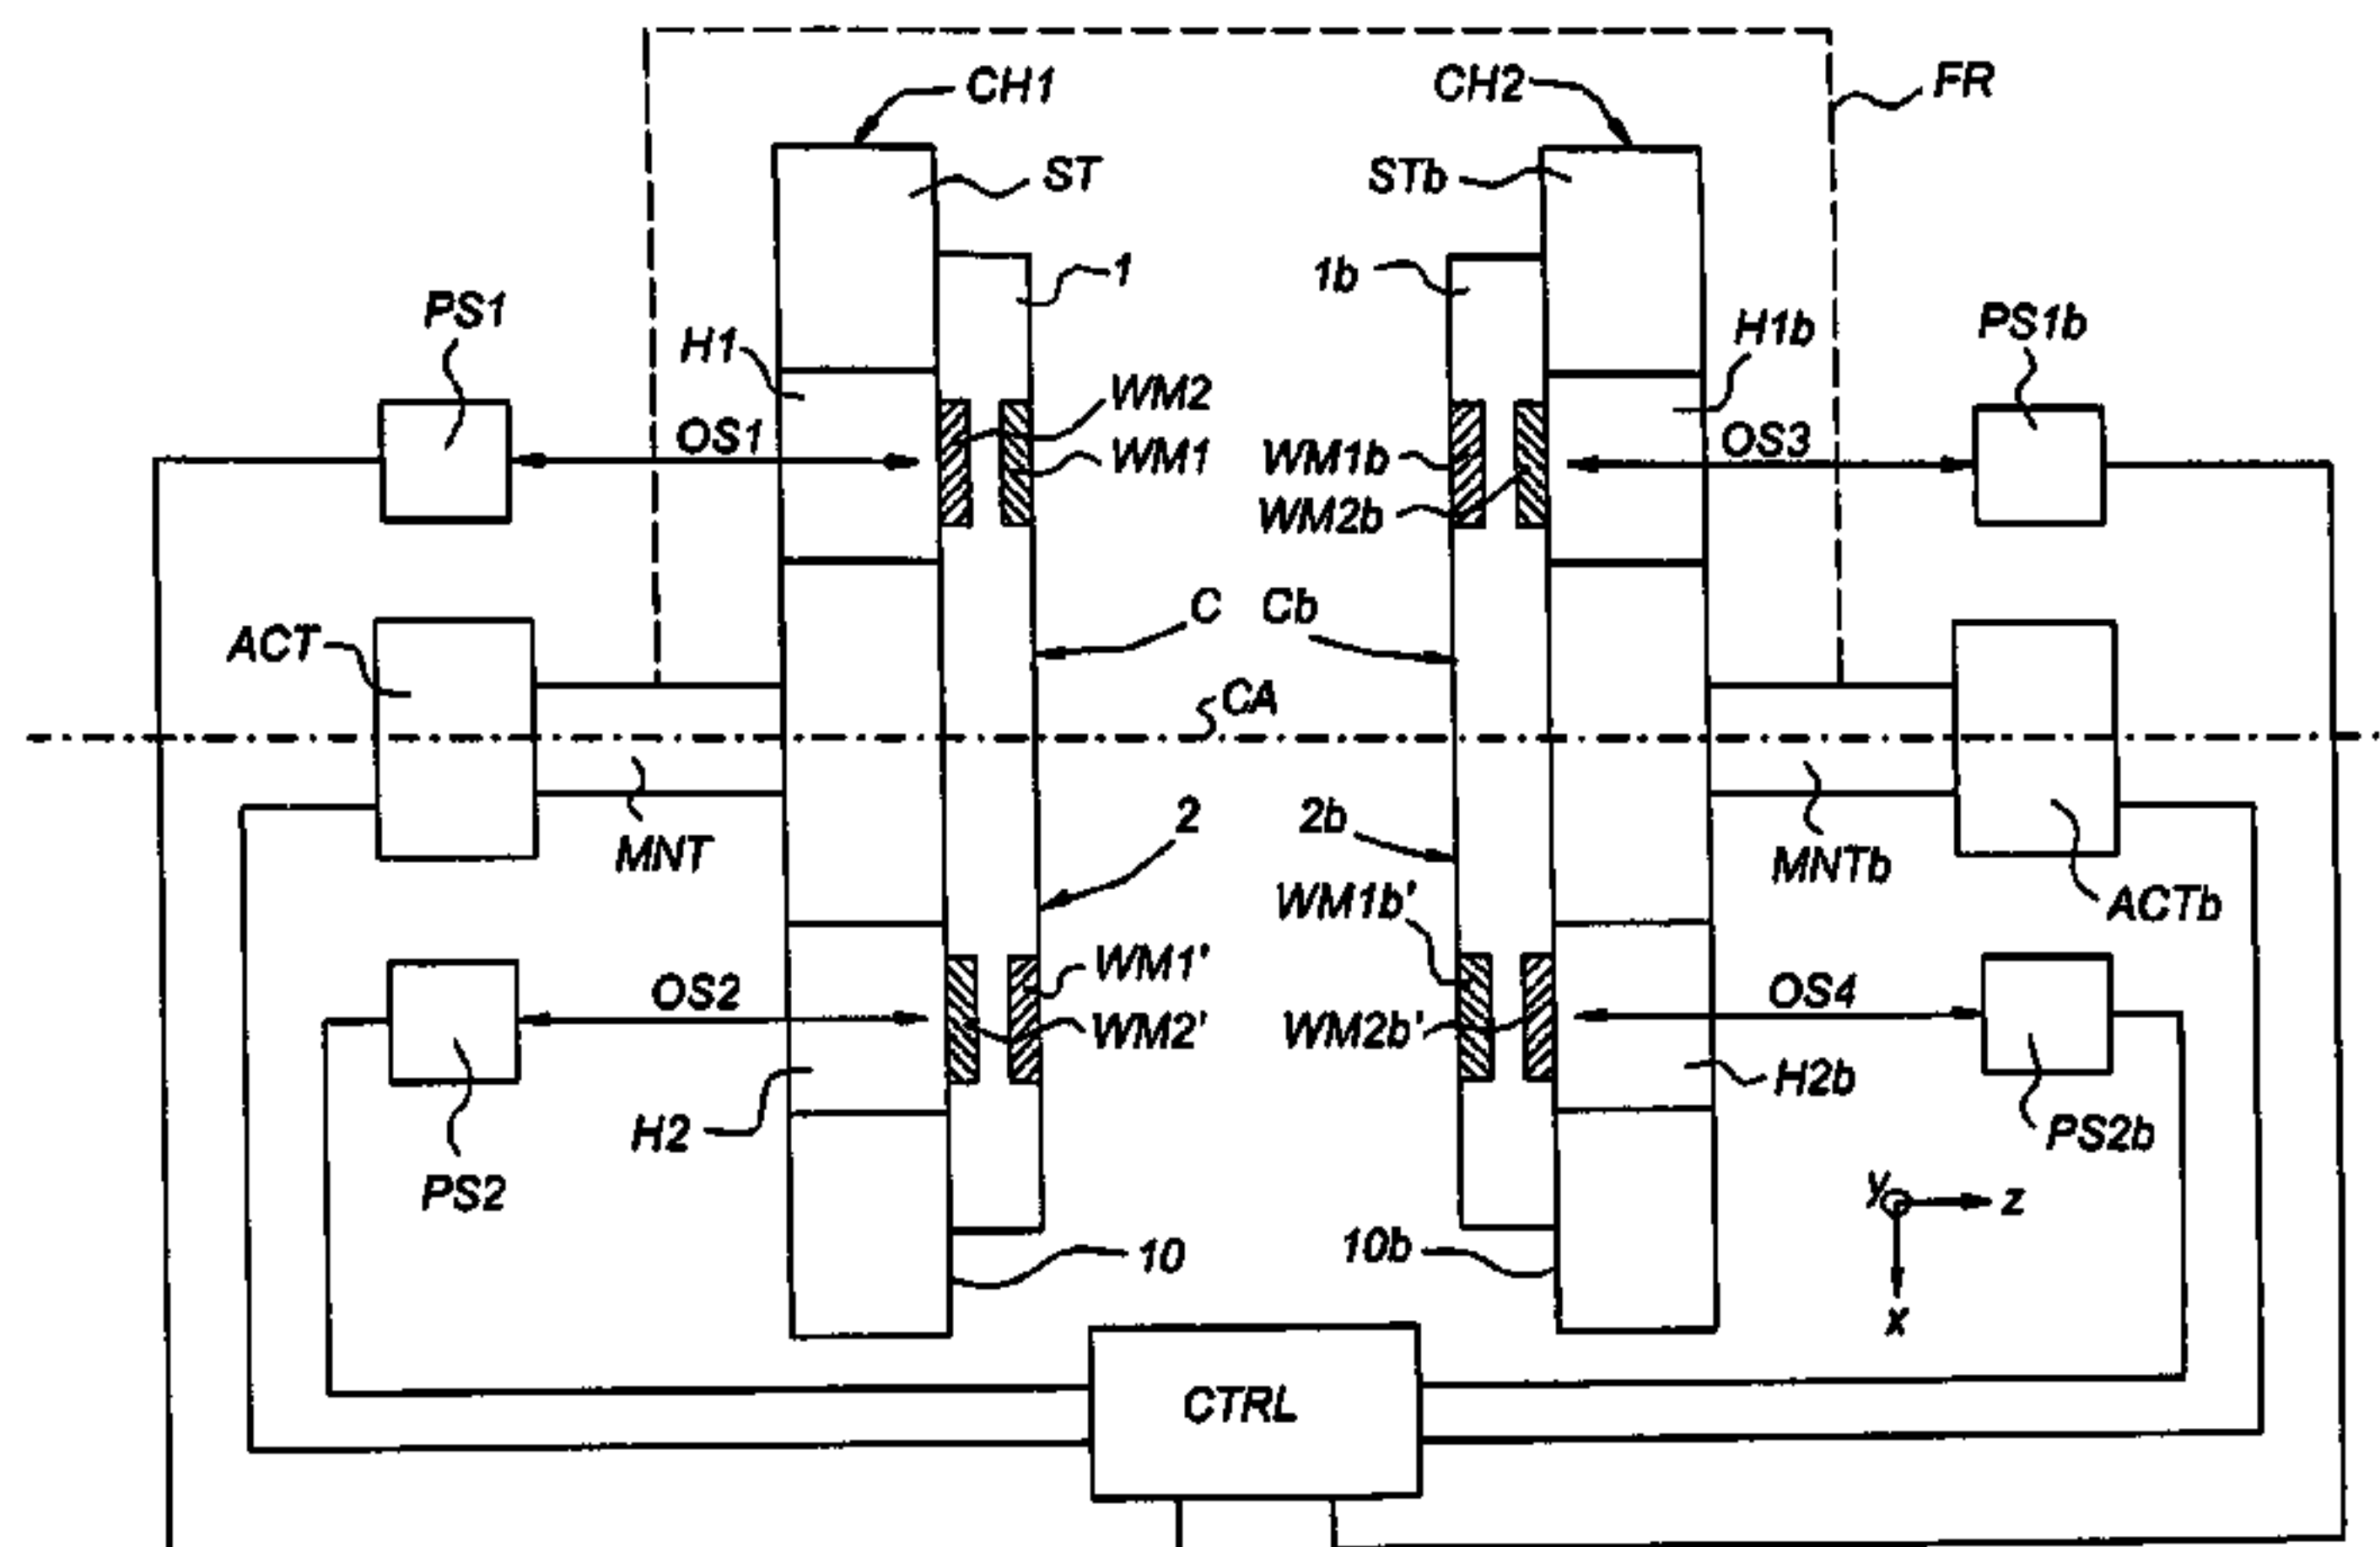 CH1
CH2
FR
ST
STb
1
1b
PS1
H1
H1b
PS1b
WM2
OS1
WM1
WM1b
OS3
WM2b
C
Cb
ACT
CA
2
2b
MNT
MNTb
ACTb
WM1b'
WM1'
OS2
OS4
WM2'
WM2b'
H2
H2b
PS2
PS2b
y
z
10
10b
x
CTRL